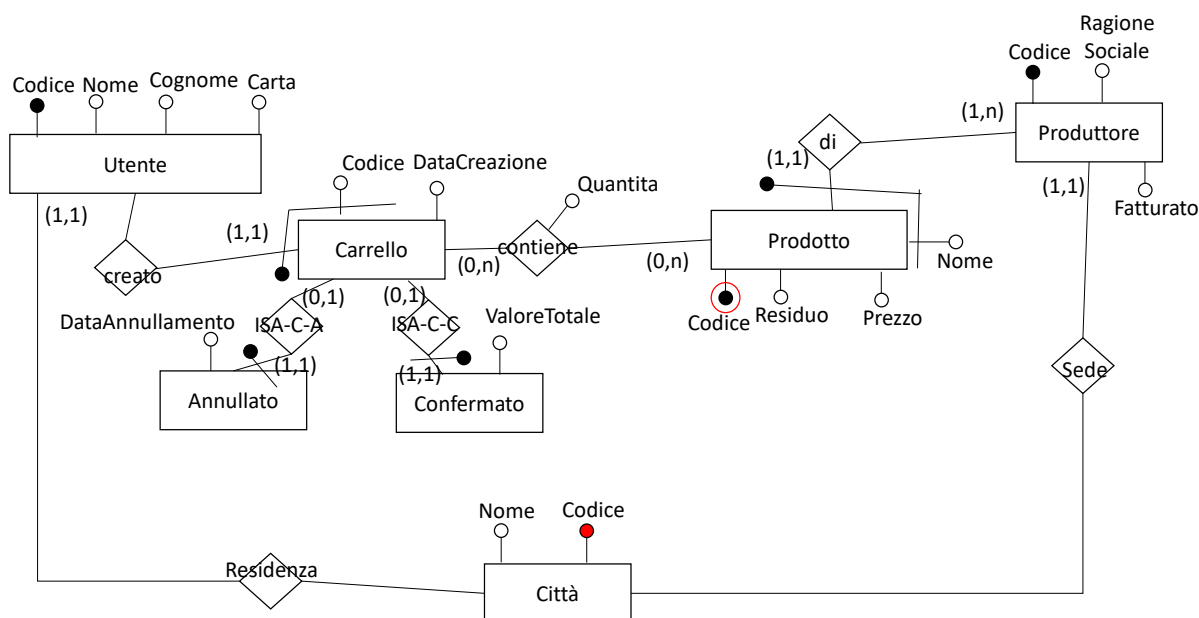 Ragione
Sociale
Codice
Codice Nome Cognome Carta
(1,n)
di
Produttore
Utente
Codice DataCreazione
(1,1)
Quantita
(1,1)
(1,1)
Fatturato
(1,1)
Carrello
contiene
Prodotto
creato
(0,n)
(0,n)
Nome
(0,1)
(0,1)
DataAnnullamento
ISA-C-A
ISA-C-C
ValoreTotale
Codice Residuo
Prezzo
(1,1)
(1,1)
Sede
Annullato
Confermato
Nome
Codice
Residenza
Città